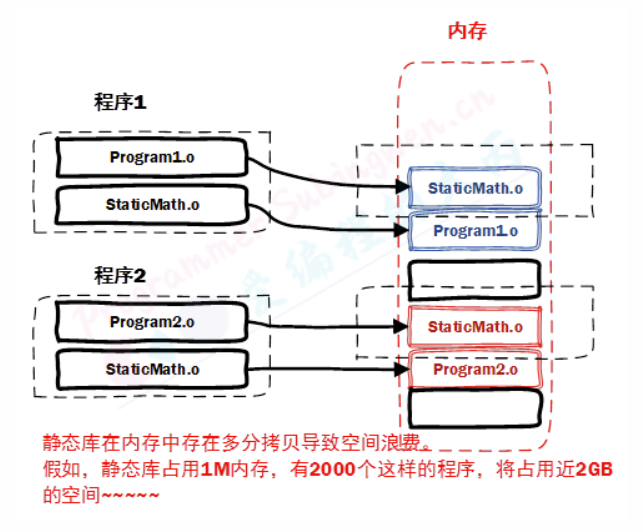 内存
程序1
Program1.o
StaticMath.o
StaticMath.o
Program1.o
程序2
Program2.o
StaticMath.o
StaticMath.o
Program2.o
静态库在内存中存在多分拷贝导致空间浪费。
假如，静态库占用1M内存，有2000个这样的程序，将占用近2GB
的空间~~~~~